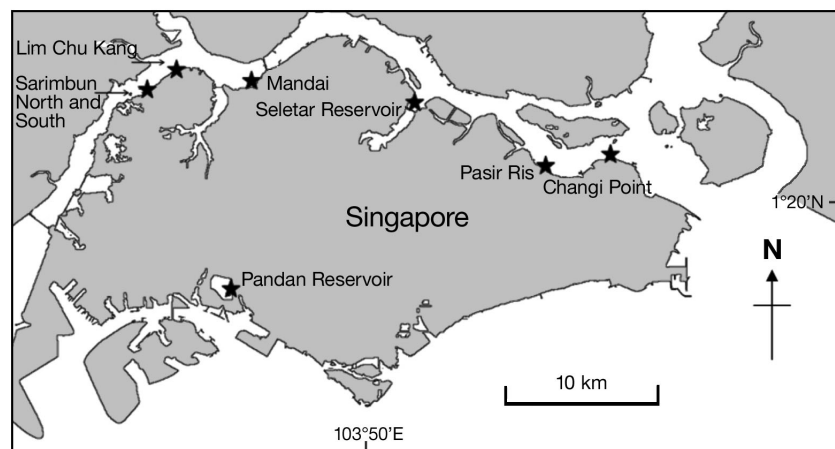 Lim Chu Kang
Sarimbun
North and
South
Mandai
Seletar Reservoir
Pasir Ris
Changi Point
1°20'N
Singapore
N
Pandan Reservoir
10 km
103°50'E